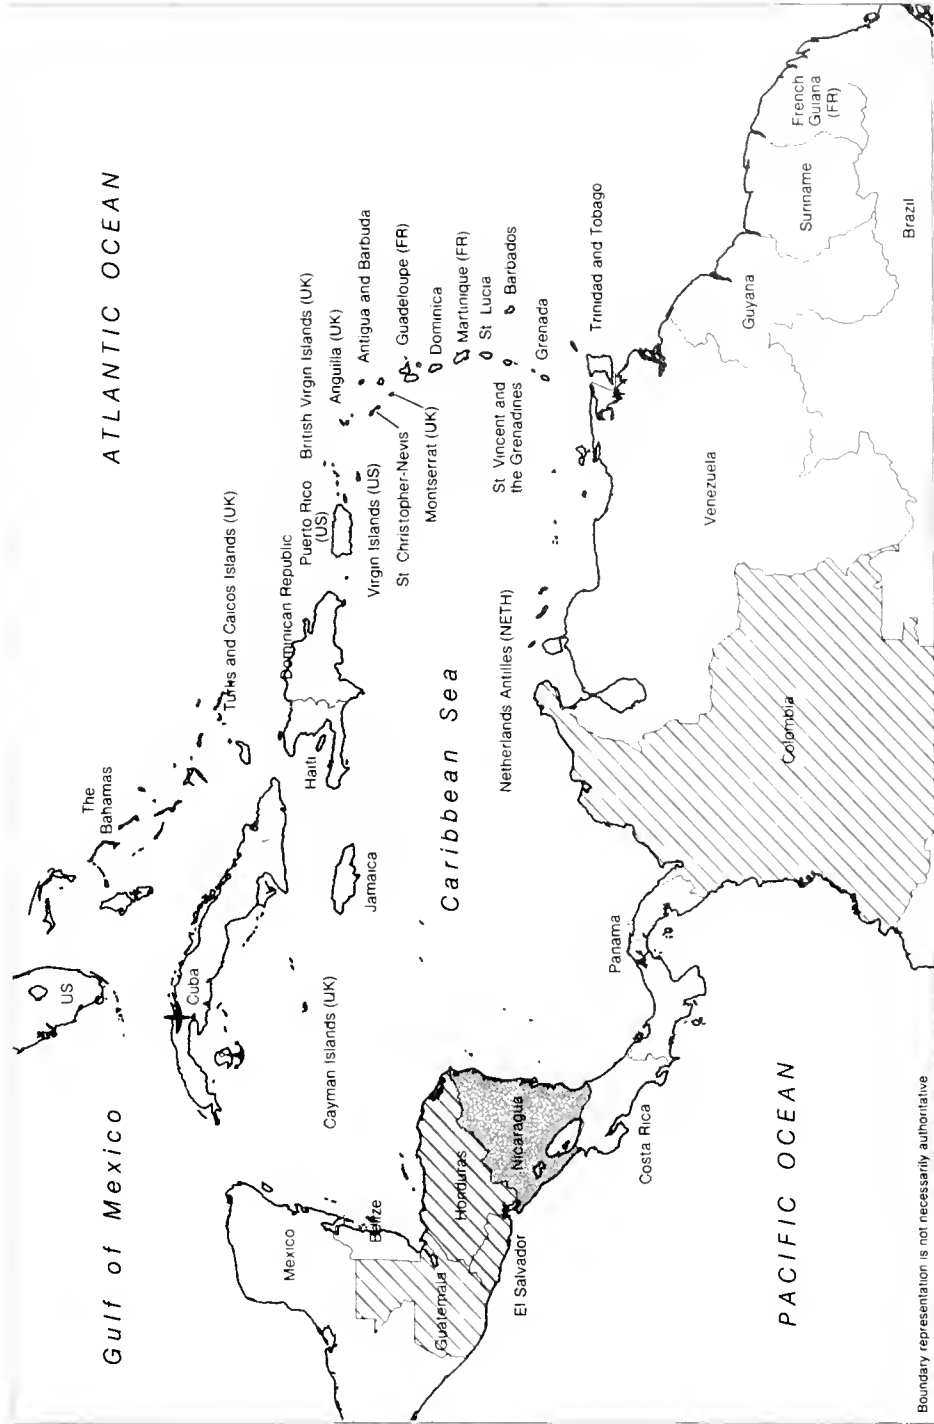 Gulf of Mexico
ATLANTIC OCEAN
US
The
Bahamas
Cuba
Turks and Caicos Islands (UK)
Cayman Islands (UK)
Jamaica
Haiti
Dominican Republic
Puerto Rico
(US)
British Virgin Islands (UK)
Virgin Islands (US)
Anguilla (UK)
St Christopher-Nevis
Antigua and Barbuda
Montserrat (UK)
Guadeloupe (FR)
Dominica
Martinique (FR)
St Lucia
Barbados
St Vincent and
the Grenadines
Grenada
Trinidad and Tobago
Netherlands Antilles (NETH)
Caribbean Sea
Mexico
Belize
Guatemala
Honduras
El Salvador
Nicaragua
Costa Rica
Panama
Colombia
Venezuela
Guyana
Suriname
French
Guiana
(FR)
Brazil
PACIFIC OCEAN
Boundary representation is not necessarily authoritative